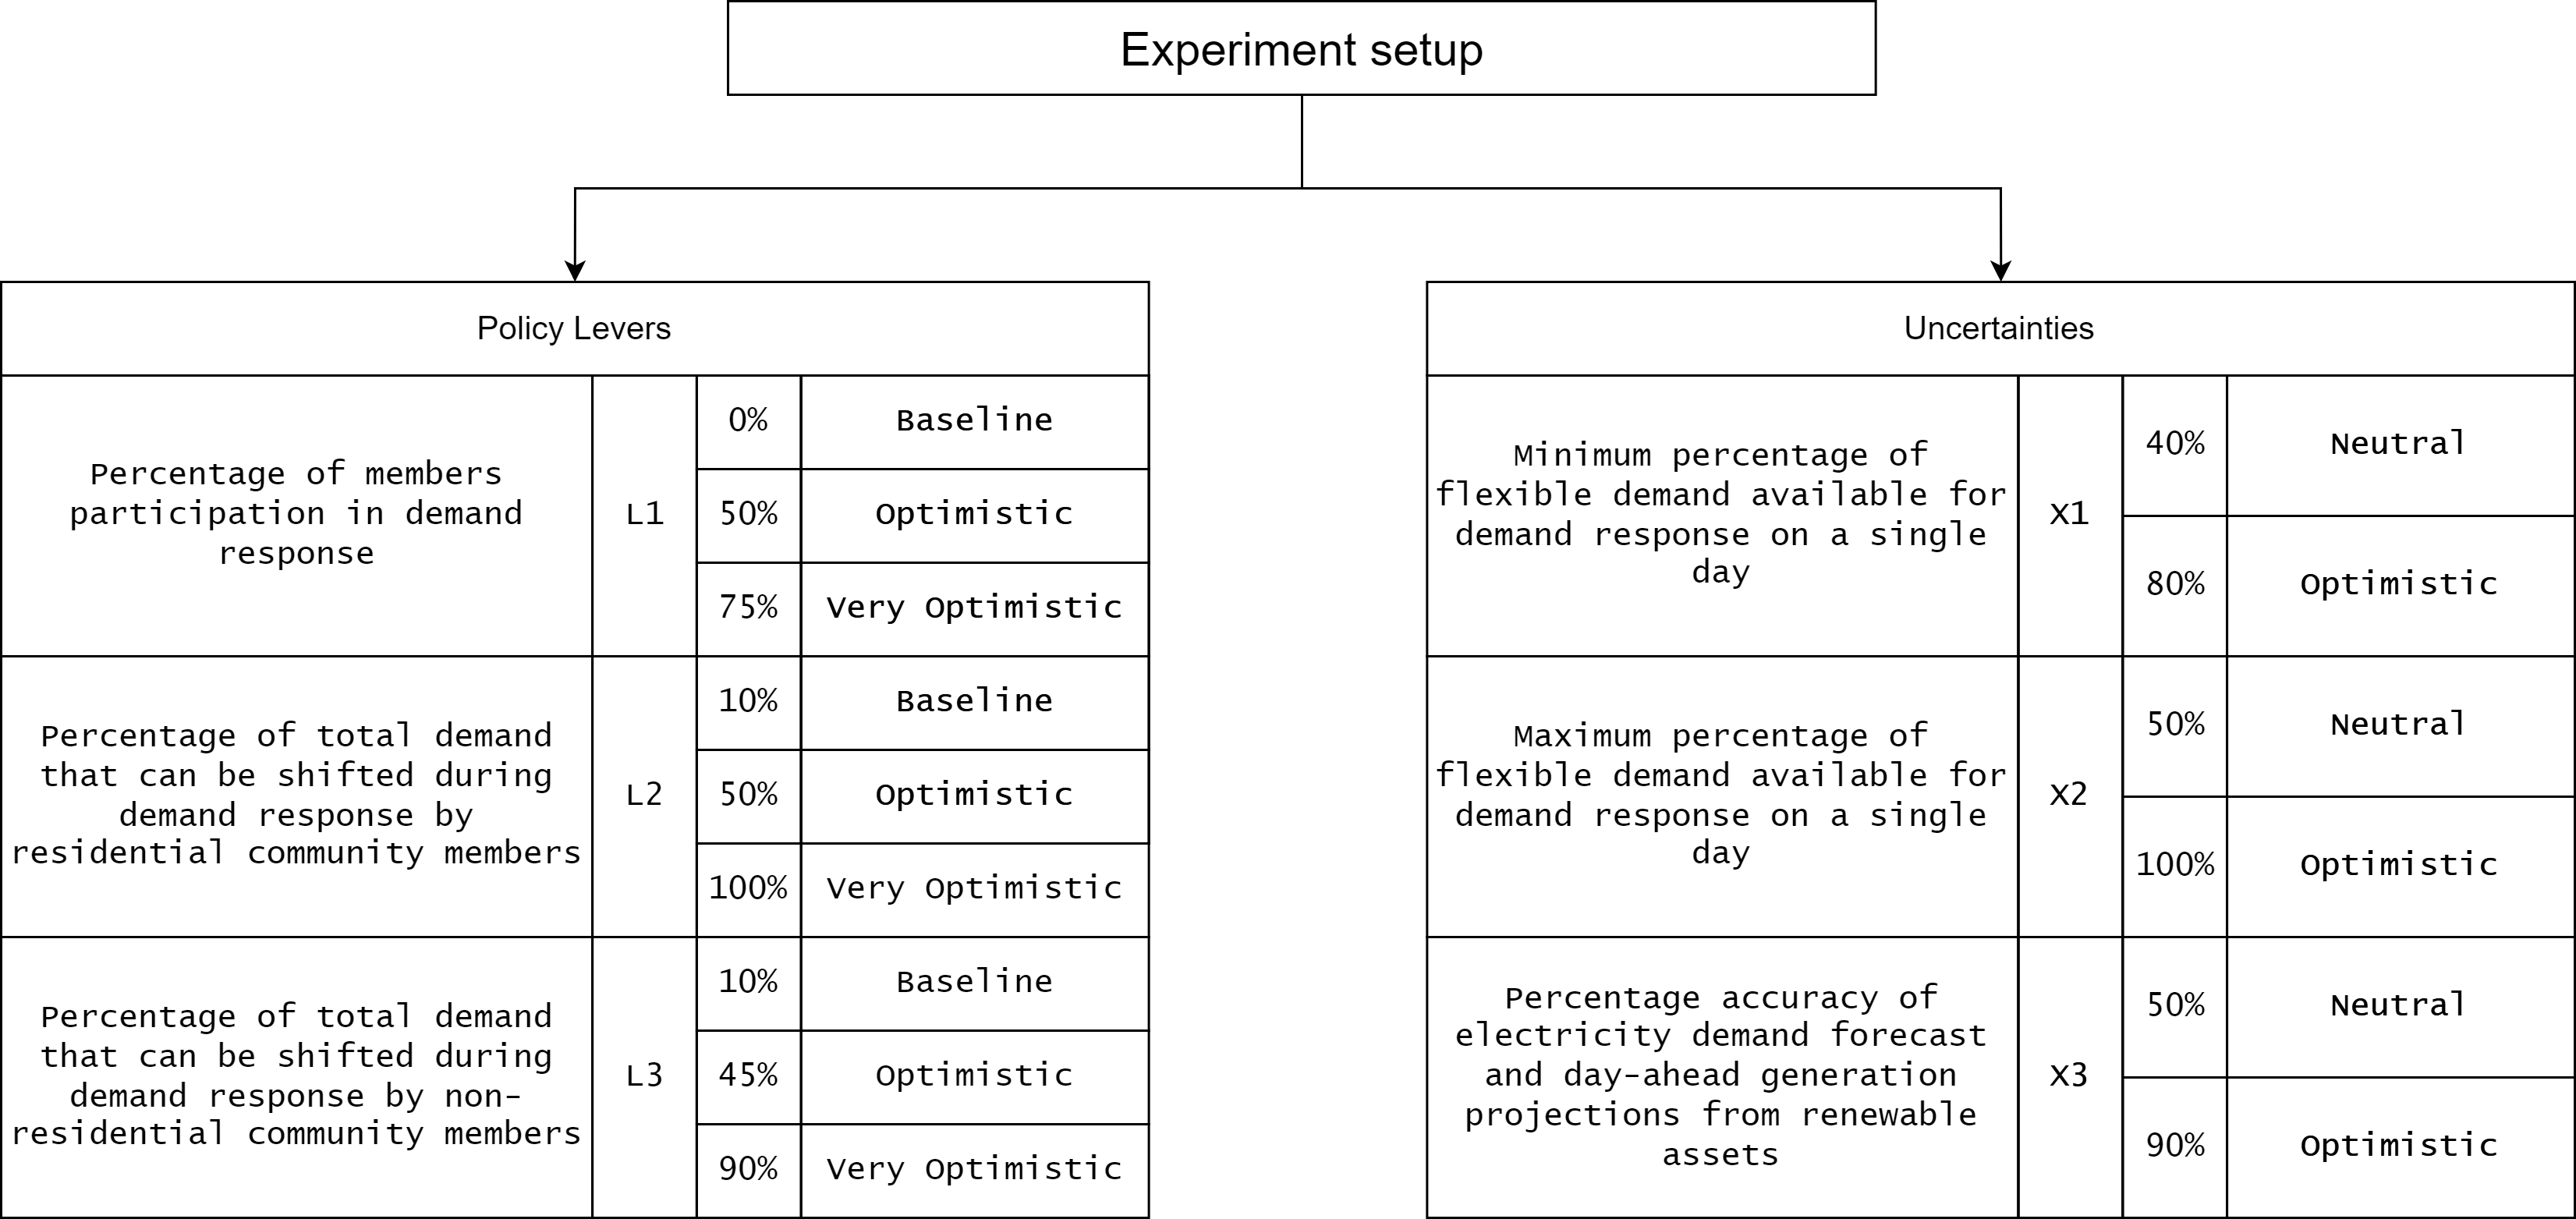 Experiment setup
Policy Levers
Percentage of members
participation in demand
response
L1
0%
Baseline
50%
Optimistic
75%
Very Optimistic
Percentage of total demand
that can be shifted during
demand response by
residential community members
L2
10%
Baseline
50%
Optimistic
100%
Very Optimistic
Percentage of total demand
that can be shifted during
demand response by non-
residential community members
L3
10%
Baseline
45%
Optimistic
90%
Very Optimistic
Uncertainties
Minimum percentage of
flexible demand available for
demand response on a single
day
X1
40%
Neutral
80%
Optimistic
Maximum percentage of
flexible demand available for
demand response on a single
day
X2
50%
Neutral
100%
Optimistic
Percentage accuracy of
electricity demand forecast
and day-ahead generation
projections from renewable
assets
X3
50%
Neutral
90%
Optimistic